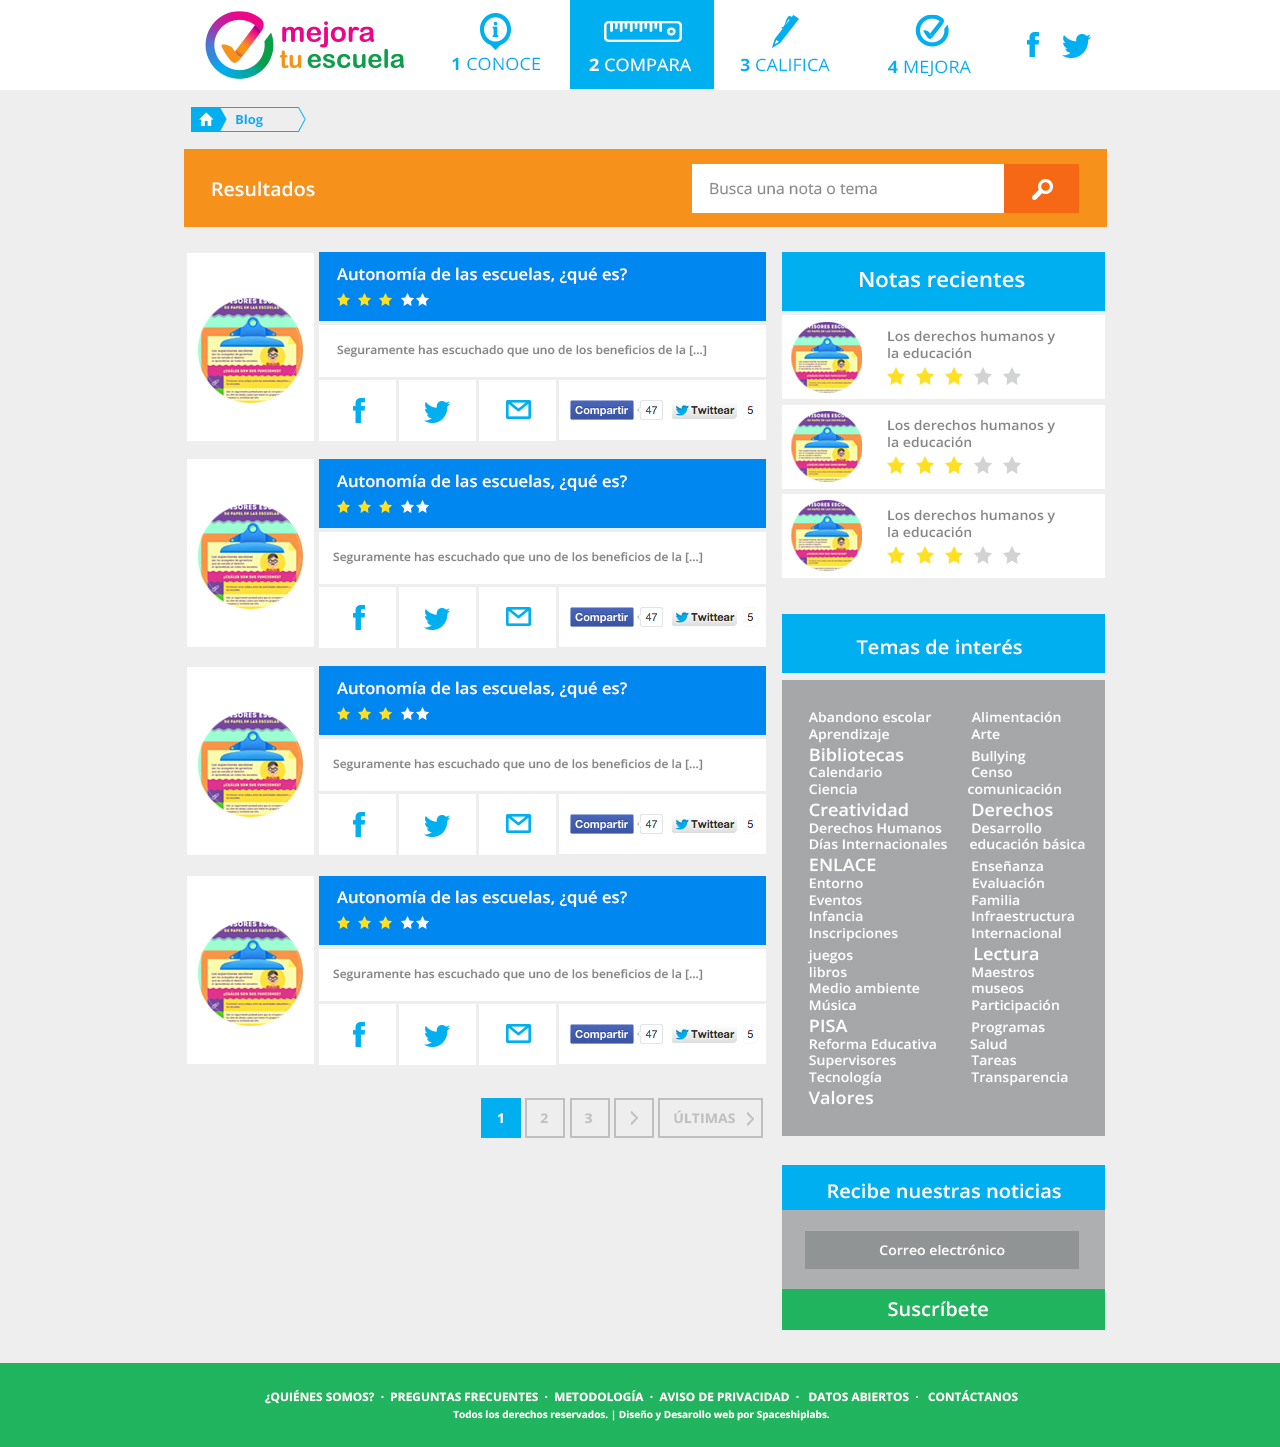 mejora
tu escuela
1 CONOCE
2 COMPARA
3 CALIFICA
4 MEJORA
Blog
Resultados
Busca una nota o tema
Autonomía de las escuelas, ¿qué es?
Seguramente has escuchado que uno de los beneficios de la [...]
Compartir 47 Twittear 5
Autonomía de las escuelas, ¿qué es?
Seguramente has escuchado que uno de los beneficios de la [...]
Compartir 47 Twittear 5
Autonomía de las escuelas, ¿qué es?
Seguramente has escuchado que uno de los beneficios de la [...]
Compartir 47 Twittear 5
Autonomía de las escuelas, ¿qué es?
Seguramente has escuchado que uno de los beneficios de la [...]
Compartir 47 Twittear 5
1 2 3 > ÚLTIMAS >
Notas recientes
Los derechos humanos y
la educación
Los derechos humanos y
la educación
Los derechos humanos y
la educación
Temas de interés
Abandono escolar Alimentación
Aprendizaje Arte
Bibliotecas Bullying
Calendario Censo
Ciencia comunicación
Creatividad Derechos
Derechos Humanos Desarrollo
Días Internacionales educación básica
ENLACE Enseñanza
Entorno Evaluación
Eventos Familia
Infancia Infraestructura
Inscripciones Internacional
juegos Lectura
libros Maestros
Medio ambiente museos
Música Participación
PISA Programas
Reforma Educativa Salud
Supervisores Tareas
Tecnología Transparencia
Valores
Recibe nuestras noticias
Correo electrónico
Suscríbete
¿QUIÉNES SOMOS? · PREGUNTAS FRECUENTES · METODOLOGÍA · AVISO DE PRIVACIDAD · DATOS ABIERTOS · CONTÁCTANOS
Todos los derechos reservados. | Diseño y Desarollo web por Spaceshiplabs.